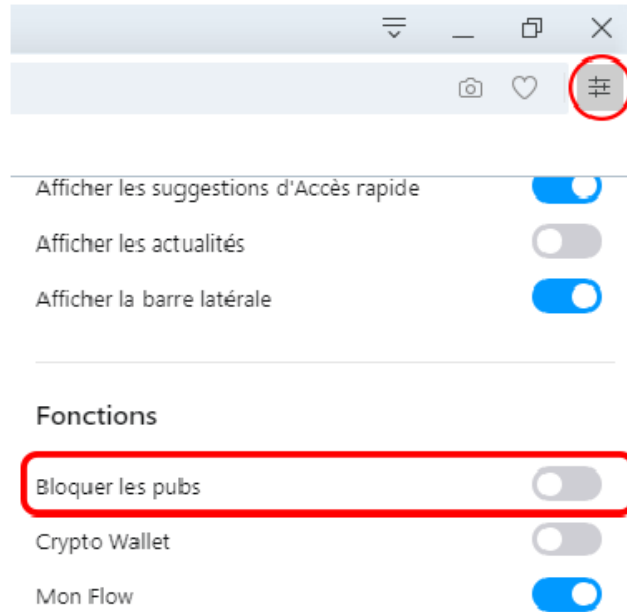 Afficher les suggestions d'Accès rapide
Afficher les actualités
Afficher la barre latérale
Fonctions
Bloquer les pubs
Crypto Wallet
Mon Flow